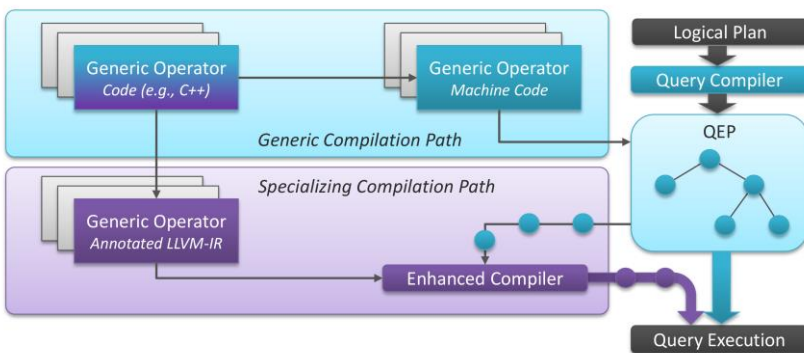 Generic Operator
Code (e.g., C++)
Generic Operator
Machine Code
Generic Compilation Path
Logical Plan
Query Compiler
QEP
Specializing Compilation Path
Generic Operator
Annotated LLVM-IR
Enhanced Compiler
Query Execution